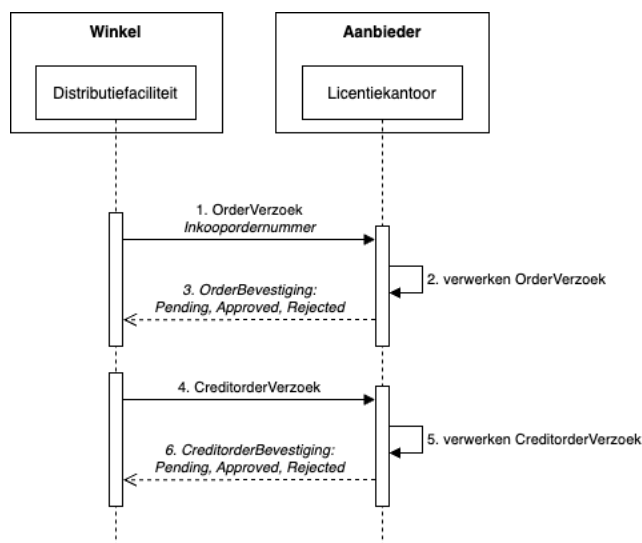 Winkel
Aanbieder
Distributiefaciliteit
Licentiekantoor
1. OrderVerzoek
Inkoopordernummer
2. verwerken OrderVerzoek
3. OrderBevestiging:
Pending, Approved, Rejected
4. CreditorderVerzoek
5. verwerken CreditorderVerzoek
6. CreditorderBevestiging:
Pending, Approved, Rejected